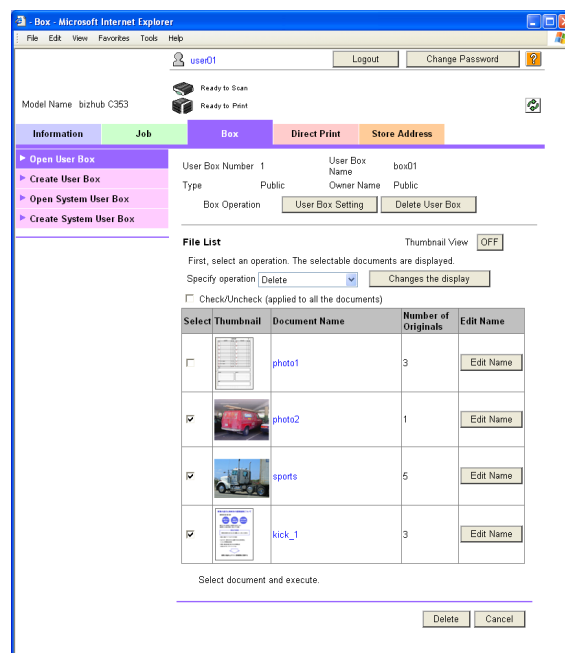 - Box - Microsoft Internet Explorer
File Edit View Favorites Tools Help
user01 Logout Change Password ?
Ready to Scan
Model Name bizhub C353 Ready to Print
Information Job Box Direct Print Store Address
Open User Box
Create User Box
Open System User Box
Create System User Box
User Box Number 1 User Box Name box01
Type Public Owner Name Public
Box Operation User Box Setting Delete User Box
File List Thumbnail View OFF
First, select an operation. The selectable documents are displayed.
Specify operation Delete Changes the display
Check/Uncheck (applied to all the documents)
Select Thumbnail Document Name Number of Originals Edit Name
photo1 3 Edit Name
photo2 1 Edit Name
sports 5 Edit Name
kick_1 3 Edit Name
Select document and execute.
Delete Cancel